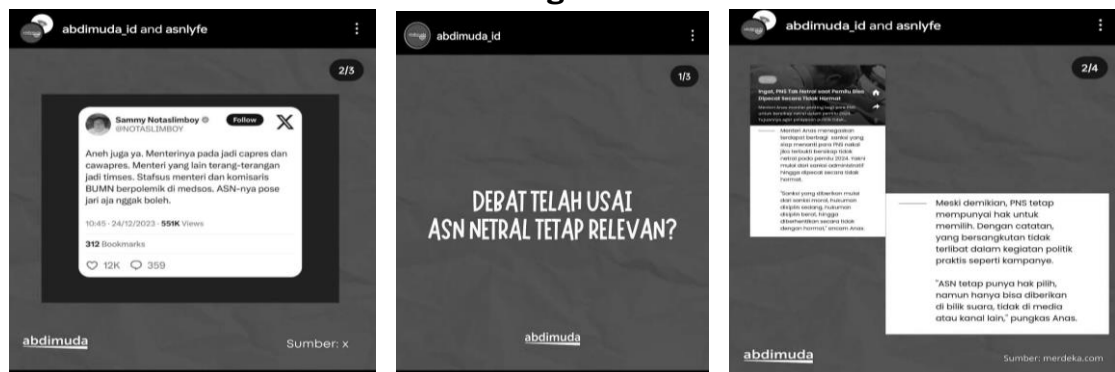 abdimuda_id and asnlyfe
2/3
Sammy Notaslimboy
@NOTASLIMBOY
Follow
X
Aneh juga ya. Menterinya pada jadi capres dan
cawapres. Menteri yang lain terang-terangan
jadi timses. Stafsus menteri dan komisaris
BUMN berpolemik di medsos. ASN-nya pose
jari aja nggak boleh.
10:45 - 24/12/2023 - 551K Views
312 Bookmarks
12K 359
abdimuda
Sumber: x
abdimuda_id
1/3
DEBAT TELAH USAI
ASN NETRAL TETAP RELEVAN?
abdimuda
abdimuda_id and asnlyfe
2/4
Ingat, PNS Tak Netral saat Pemilu Bisa
Dipecat Secara Tidak Hormat
Menteri Anas menegaskan
terdapat berbagai sanksi yang
siap menanti para PNS nakal
jika terbukti bersikap tidak
netral pada pemilu 2024. Yakni
mulai dari sanksi administratif
hingga dipecat secara tidak
hormat.
"Sanksi yang diberikan mulai
dari sanksi moral, hukuman
disiplin sedang, hukuman
disiplin berat, hingga
diberhentikan secara tidak
dengan hormat," ancam Anas.
Meski demikian, PNS tetap
mempunyai hak untuk
memilih. Dengan catatan,
yang bersangkutan tidak
terlibat dalam kegiatan politik
praktis seperti kampanye.
"ASN tetap punya hak pilih,
namun hanya bisa diberikan
di bilik suara, tidak di media
atau kanal lain," pungkas Anas.
abdimuda
Sumber: merdeka.com